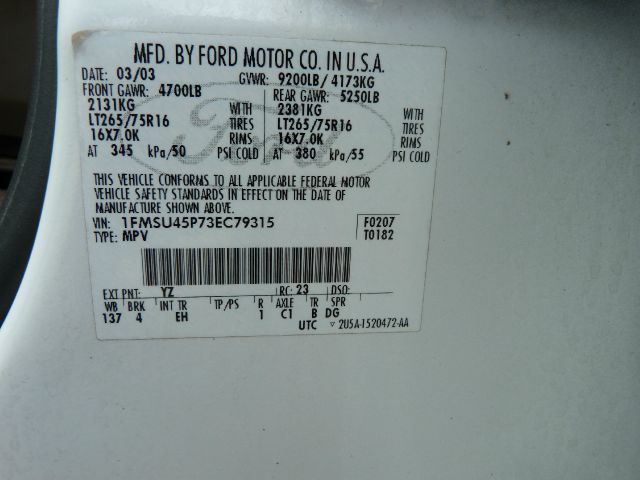 MFD. BY FORD MOTOR CO. IN U.S.A.
DATE: 03/03 GVWR: 9200LB/ 4173KG
FRONT GAWR: 4700LB REAR GAWR: 5250LB
2131KG WITH 2381KG WITH
LT265/75R16 TIRES LT265/75R16 TIRES
16X7.0K RIMS 16X7.0K RIMS
AT 345 kPa/50 PSI COLD AT 380 kPa/55 PSI COLD
Ford
THIS VEHICLE CONFORMS TO ALL APPLICABLE FEDERAL MOTOR
VEHICLE SAFETY STANDARDS IN EFFECT ON THE DATE OF
MANUFACTURE SHOWN ABOVE.
VIN: 1FMSU45P73EC79315 F0207
TYPE: MPV T0182
EXT PNT: YZ RC: 23 DSO:
WB BRK INT TR TP/PS R AXLE TR SPR
137 4 EH 1 C1 B DG
UTC ▽ 2U5A-1520472-AA